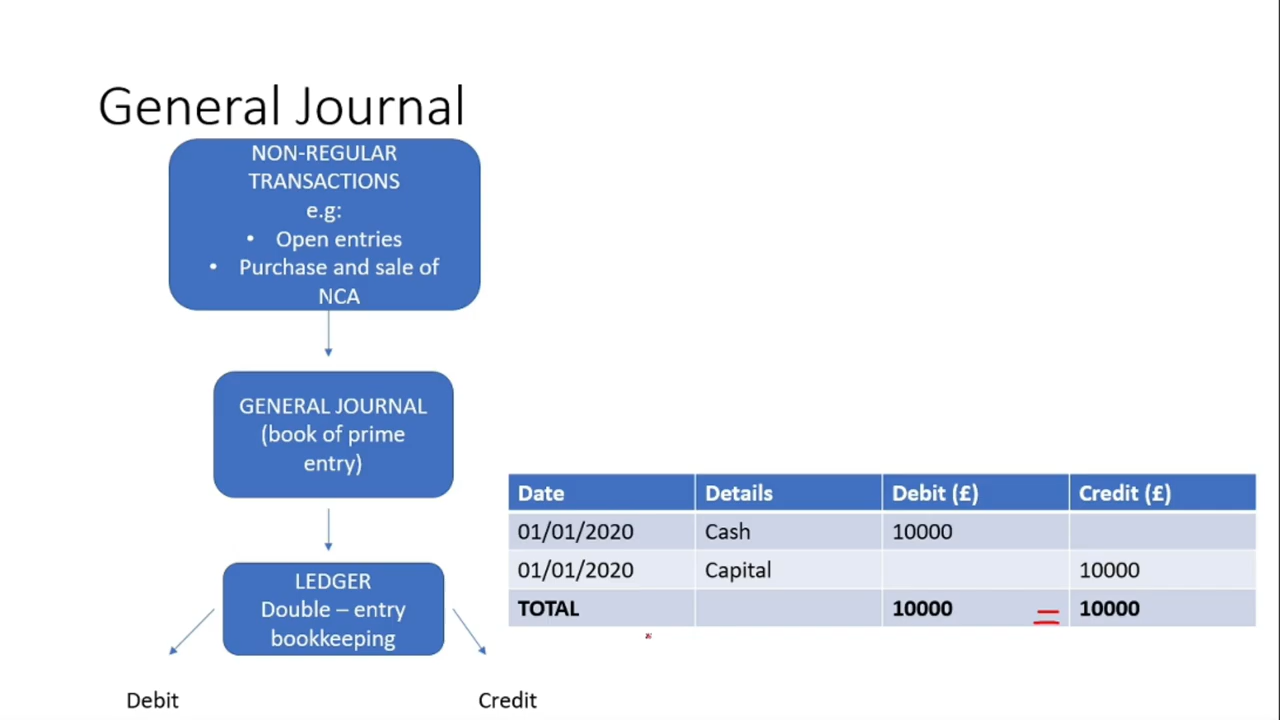 General Journal
NON-REGULAR
TRANSACTIONS
e.g:
• Open entries
• Purchase and sale of
NCA
GENERAL JOURNAL
(book of prime
entry)
LEDGER
Double – entry
bookkeeping
Debit
Credit
Date Details Debit (£) Credit (£)
01/01/2020 Cash 10000
01/01/2020 Capital 10000
TOTAL 10000 = 10000